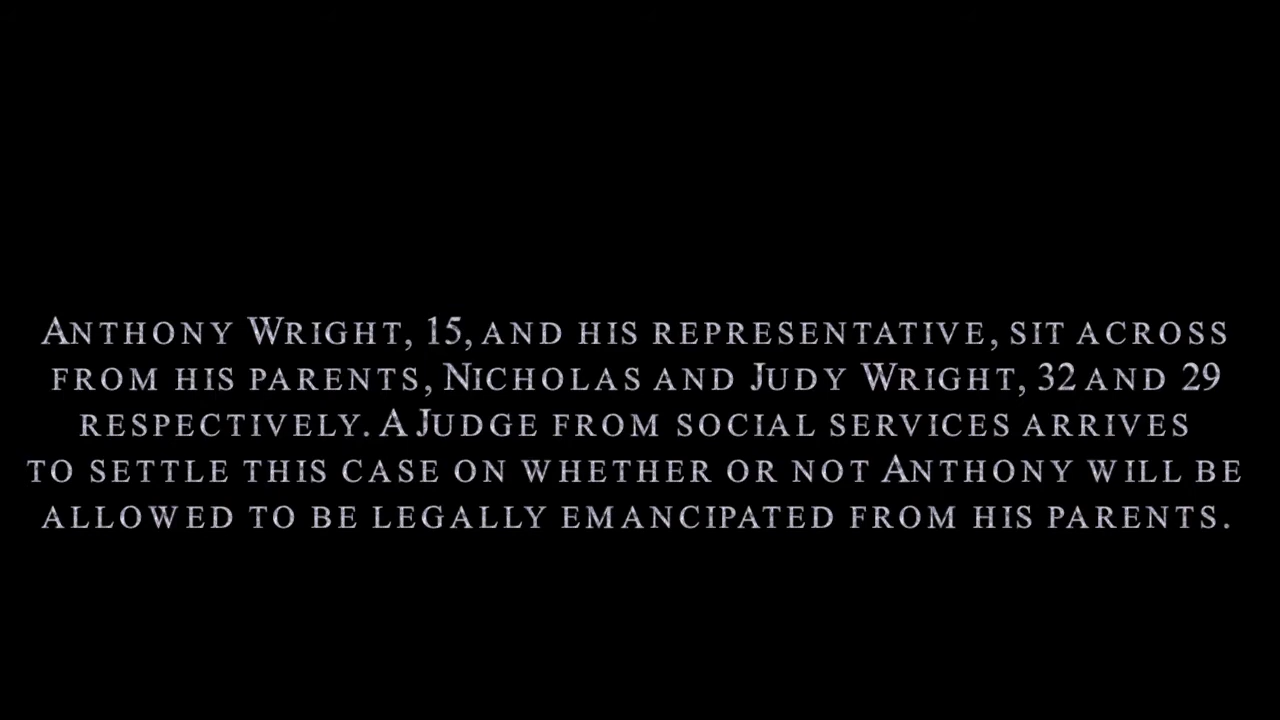 Anthony Wright, 15, and his representative, sit across
from his parents, Nicholas and Judy Wright, 32 and 29
respectively. A Judge from social services arrives
to settle this case on whether or not Anthony will be
allowed to be legally emancipated from his parents.